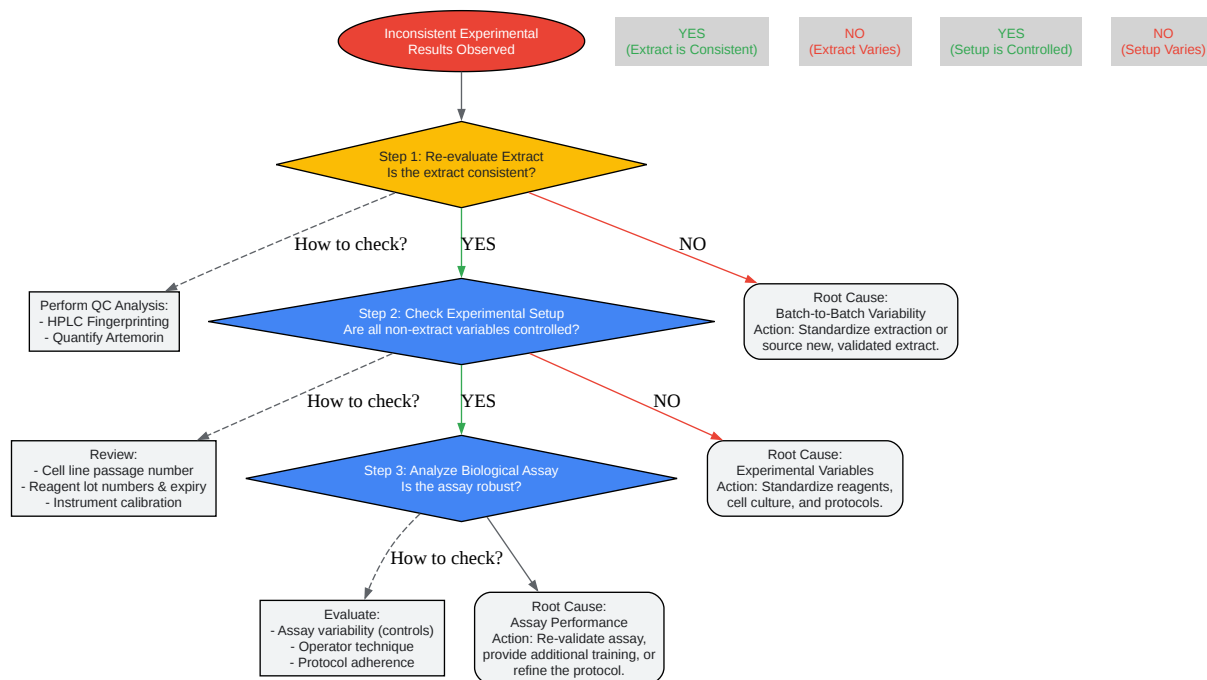 Inconsistent Experimental
Results Observed
YES
(Extract is Consistent)
NO
(Extract Varies)
YES
(Setup is Controlled)
NO
(Setup Varies)
Step 1: Re-evaluate Extract
Is the extract consistent?
How to check?
YES
NO
Perform QC Analysis:
- HPLC Fingerprinting
- Quantify Artemorin
Step 2: Check Experimental Setup
Are all non-extract variables controlled?
Root Cause:
Batch-to-Batch Variability
Action: Standardize extraction or
source new, validated extract.
How to check?
YES
NO
Review:
- Cell line passage number
- Reagent lot numbers & expiry
- Instrument calibration
Step 3: Analyze Biological Assay
Is the assay robust?
Root Cause:
Experimental Variables
Action: Standardize reagents,
cell culture, and protocols.
How to check?
Evaluate:
- Assay variability (controls)
- Operator technique
- Protocol adherence
Root Cause:
Assay Performance
Action: Re-validate assay,
provide additional training, or
refine the protocol.